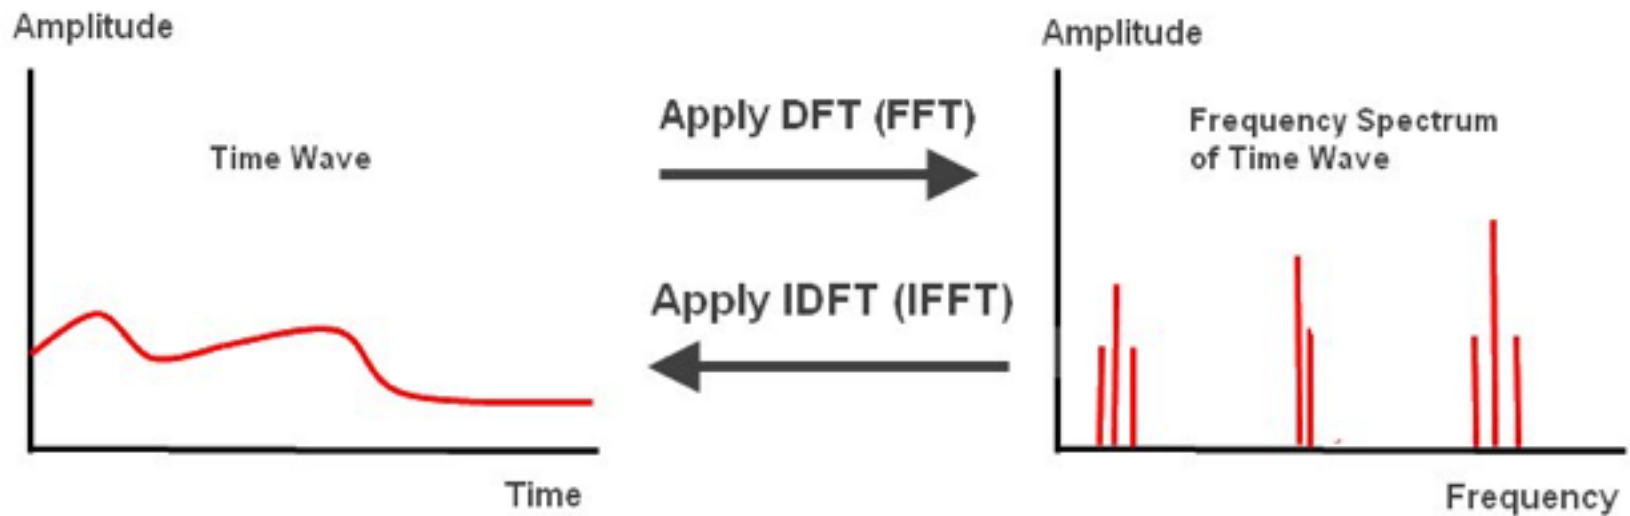 Amplitude
Time Wave
Time
Apply DFT (FFT)
Apply IDFT (IFFT)
Amplitude
Frequency Spectrum
of Time Wave
Frequency